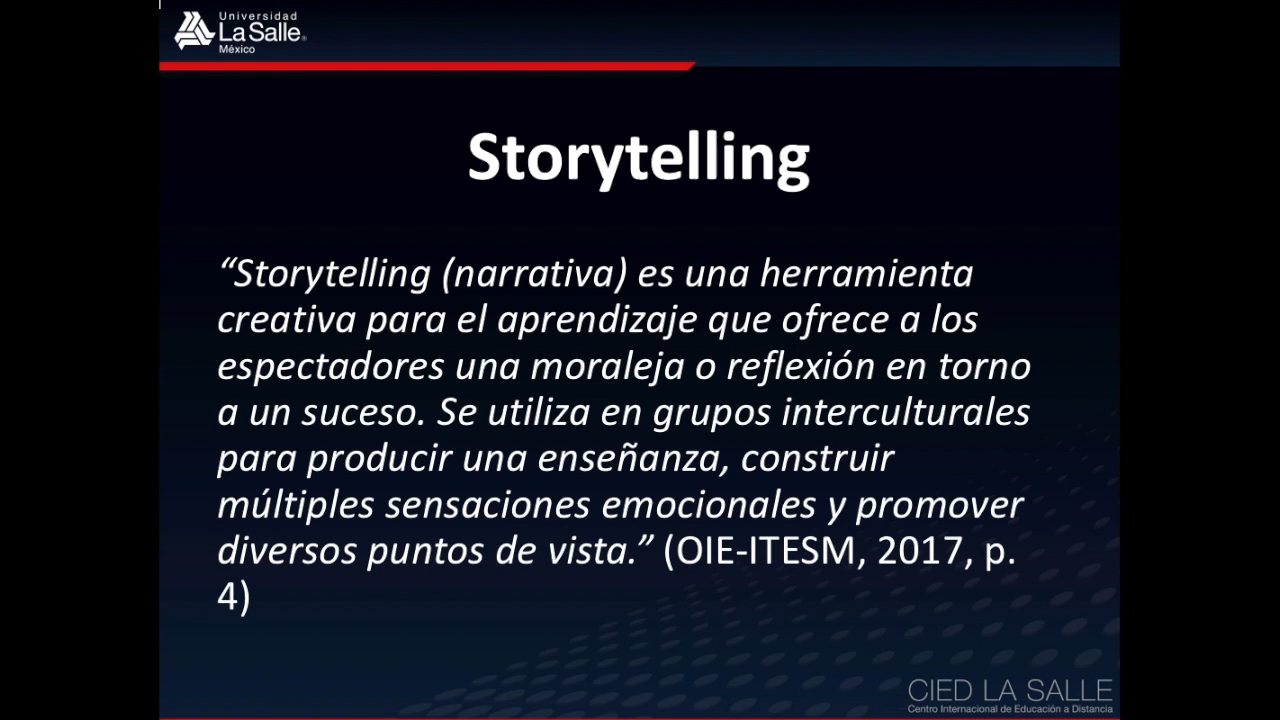 Universidad
La Salle®
México
Storytelling
“Storytelling (narrativa) es una herramienta
creativa para el aprendizaje que ofrece a los
espectadores una moraleja o reflexión en torno
a un suceso. Se utiliza en grupos interculturales
para producir una enseñanza, construir
múltiples sensaciones emocionales y promover
diversos puntos de vista.” (OIE-ITESM, 2017, p.
4)
CIED LA SALLE
Centro Internacional de Educación a Distancia